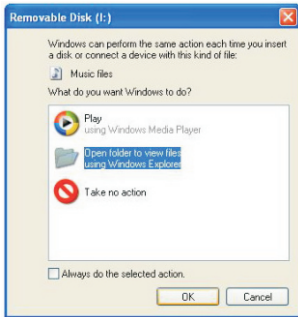 Removable Disk (I:)
Windows can perform the same action each time you insert
a disk or connect a device with this kind of file:
Music files
What do you want Windows to do?
Play
using Windows Media Player
Open folder to view files
using Windows Explorer
Take no action
Always do the selected action.
OK
Cancel